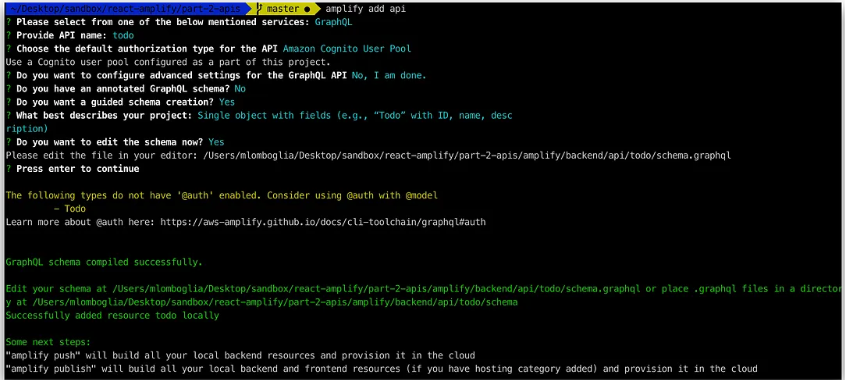 ~/Desktop/sandbox/react-amplify/part-2-apis master ● amplify add api
? Please select from one of the below mentioned services: GraphQL
? Provide API name: todo
? Choose the default authorization type for the API Amazon Cognito User Pool
Use a Cognito user pool configured as a part of this project.
? Do you want to configure advanced settings for the GraphQL API No, I am done.
? Do you have an annotated GraphQL schema? No
? Do you want a guided schema creation? Yes
? What best describes your project: Single object with fields (e.g., “Todo” with ID, name, desc
ription)
? Do you want to edit the schema now? Yes
Please edit the file in your editor: /Users/mlomboglia/Desktop/sandbox/react-amplify/part-2-apis/amplify/backend/api/todo/schema.graphql
? Press enter to continue
The following types do not have '@auth' enabled. Consider using @auth with @model
- Todo
Learn more about @auth here: https://aws-amplify.github.io/docs/cli-toolchain/graphql#auth
GraphQL schema compiled successfully.
Edit your schema at /Users/mlomboglia/Desktop/sandbox/react-amplify/part-2-apis/amplify/backend/api/todo/schema.graphql or place .graphql files in a director
y at /Users/mlomboglia/Desktop/sandbox/react-amplify/part-2-apis/amplify/backend/api/todo/schema
Successfully added resource todo locally
Some next steps:
"amplify push" will build all your local backend resources and provision it in the cloud
"amplify publish" will build all your local backend and frontend resources (if you have hosting category added) and provision it in the cloud